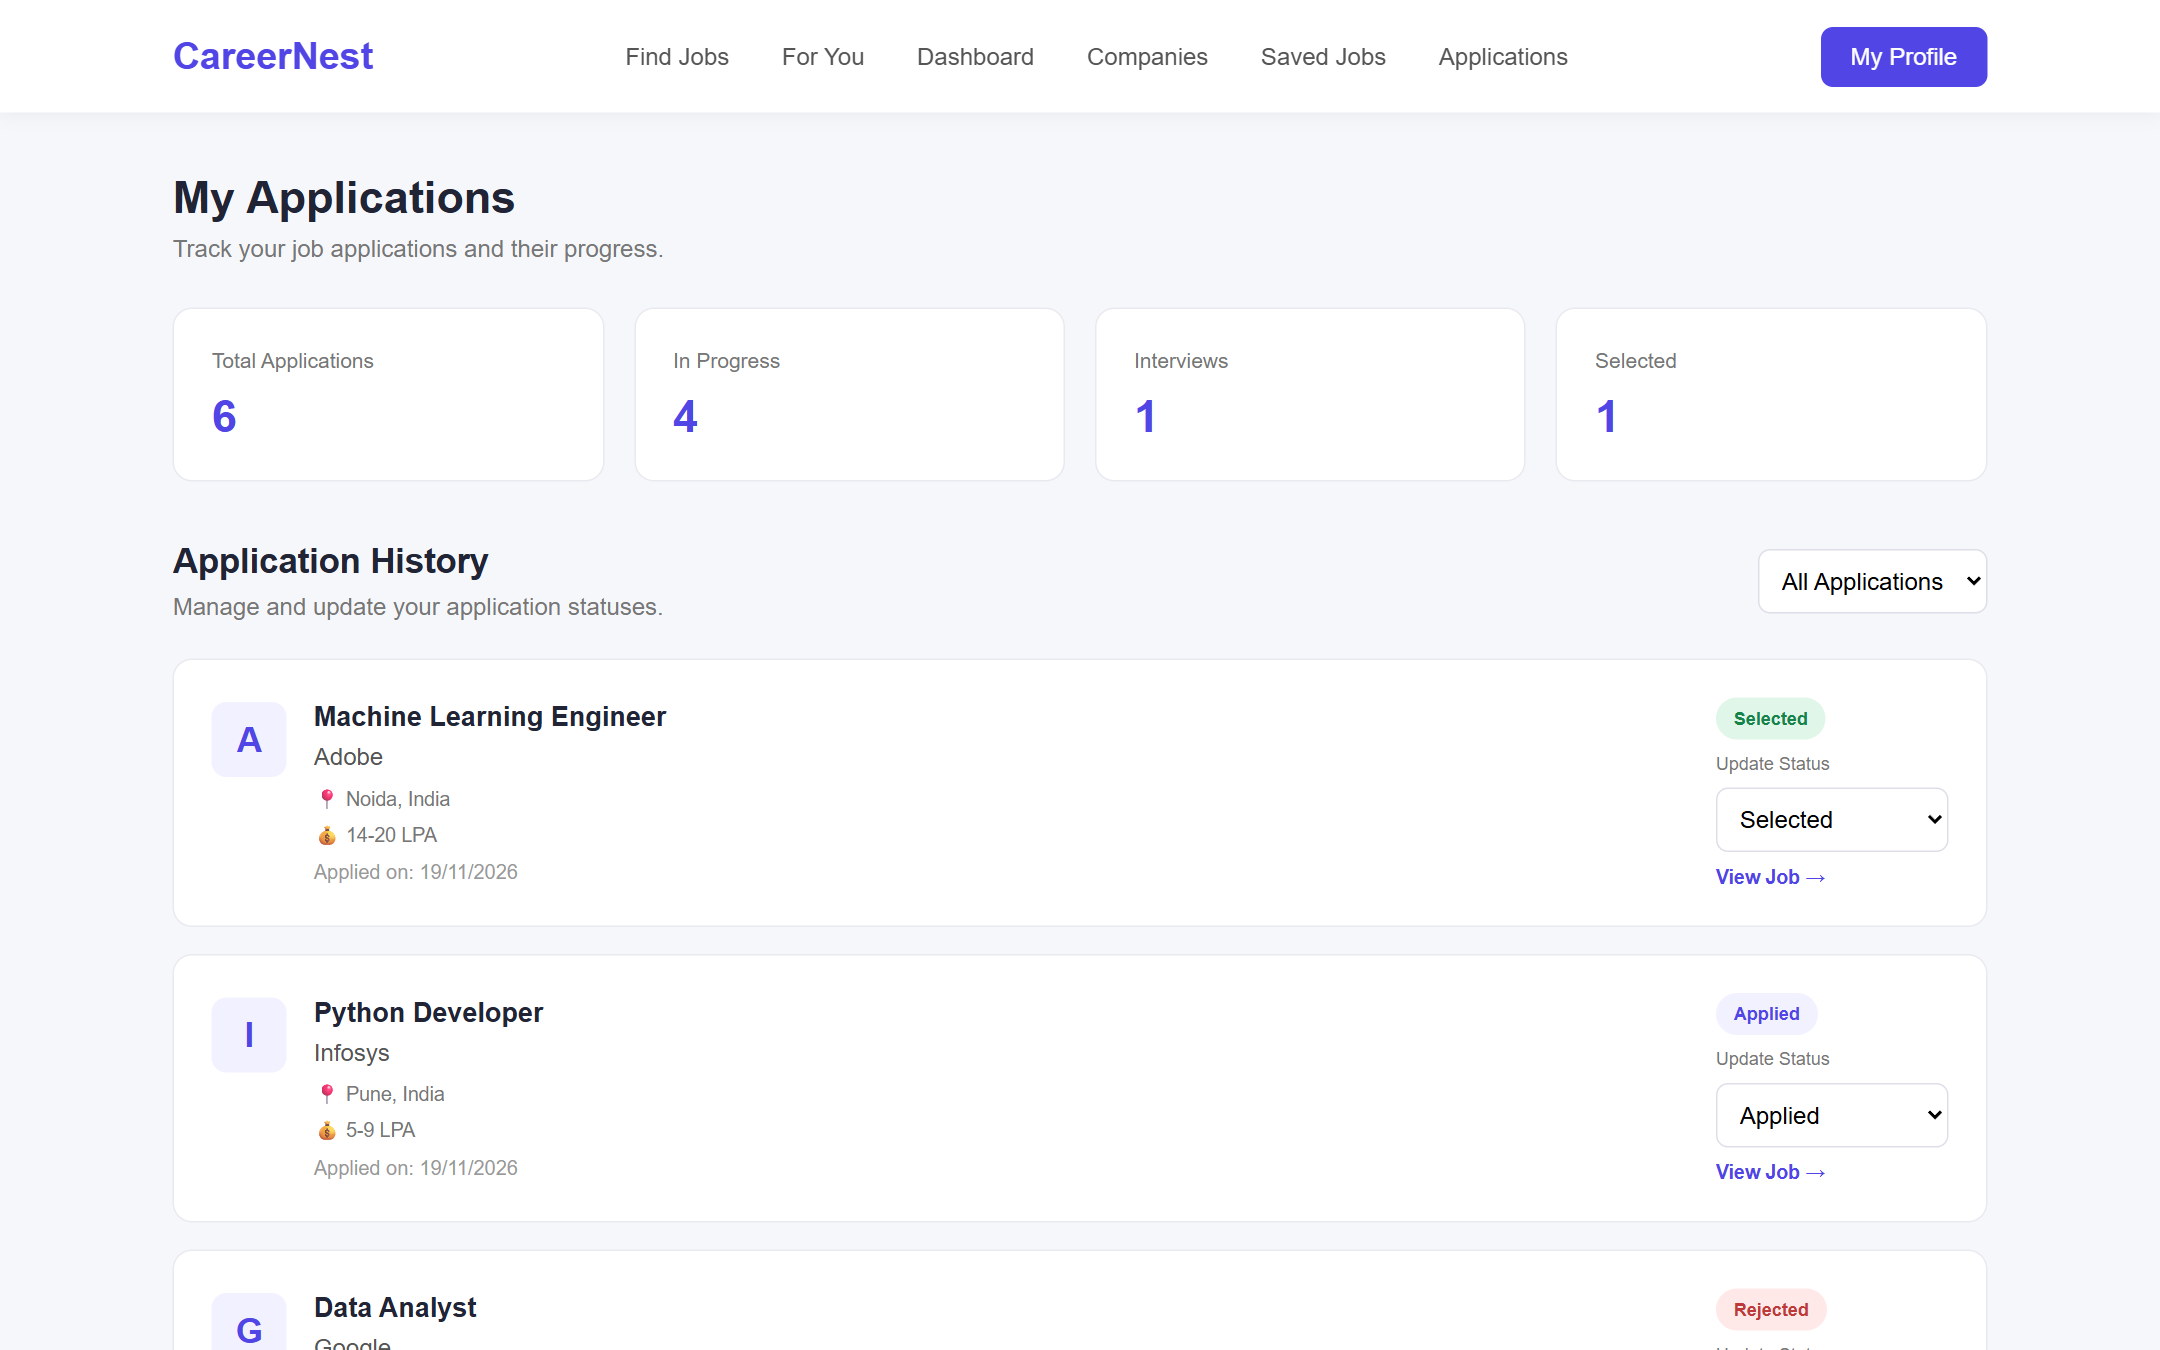 CareerNest
Find Jobs
For You
Dashboard
Companies
Saved Jobs
Applications
My Profile
My Applications
Track your job applications and their progress.
Total Applications
6
In Progress
4
Interviews
1
Selected
1
Application History
Manage and update your application statuses.
All Applications
A
Machine Learning Engineer
Adobe
Noida, India
14-20 LPA
Applied on: 19/11/2026
Selected
Update Status
Selected
View Job →
I
Python Developer
Infosys
Pune, India
5-9 LPA
Applied on: 19/11/2026
Applied
Update Status
Applied
View Job →
G
Data Analyst
Google
Rejected